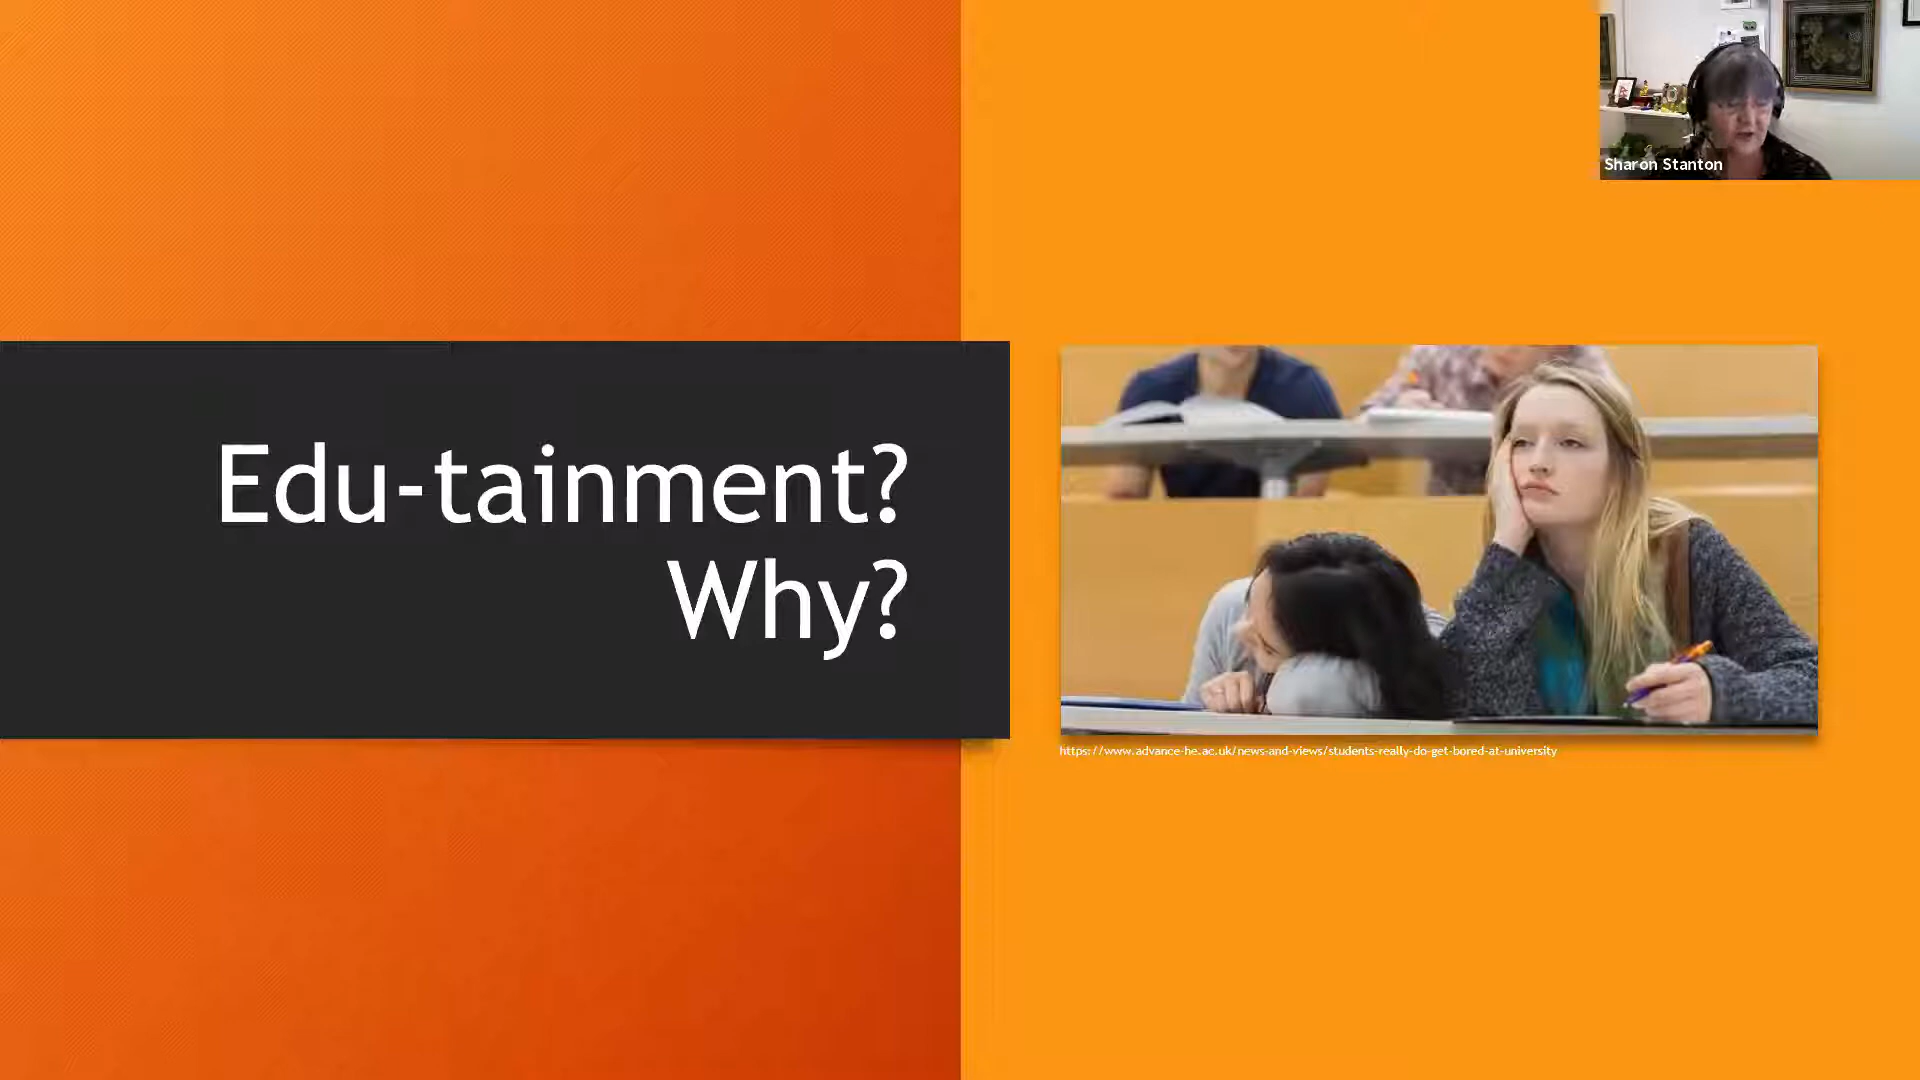 Sharon Stanton
Edu-tainment?
Why?
https://www.advance-he.ac.uk/news-and-views/students-really-do-get-bored-at-university